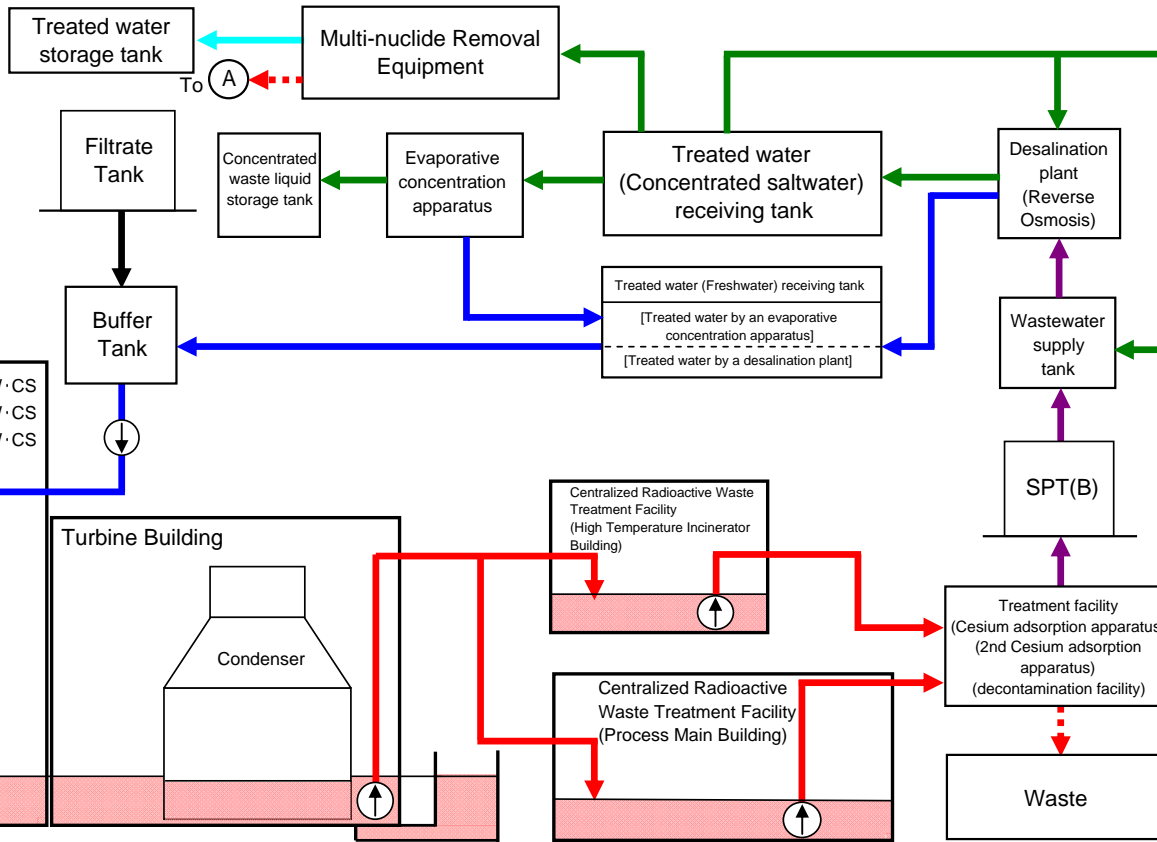 Treated water
storage tank
Multi-nuclide Removal
Equipment
To
A
Filtrate
Tank
Concentrated
waste liquid
storage tank
Evaporative
concentration
apparatus
Treated water
(Concentrated saltwater)
receiving tank
Desalination
plant
(Reverse
Osmosis)
Buffer
Tank
Treated water (Freshwater) receiving tank
[Treated water by an evaporative
concentration apparatus]
[Treated water by a desalination plant]
Wastewater
supply
tank
·CS
·CS
·CS
SPT(B)
Turbine Building
Condenser
Centralized Radioactive Waste
Treatment Facility
(High Temperature Incinerator
Building)
Centralized Radioactive
Waste Treatment Facility
(Process Main Building)
Treatment facility
(Cesium adsorption apparatus
(2nd Cesium adsorption
apparatus)
(decontamination facility)
Waste